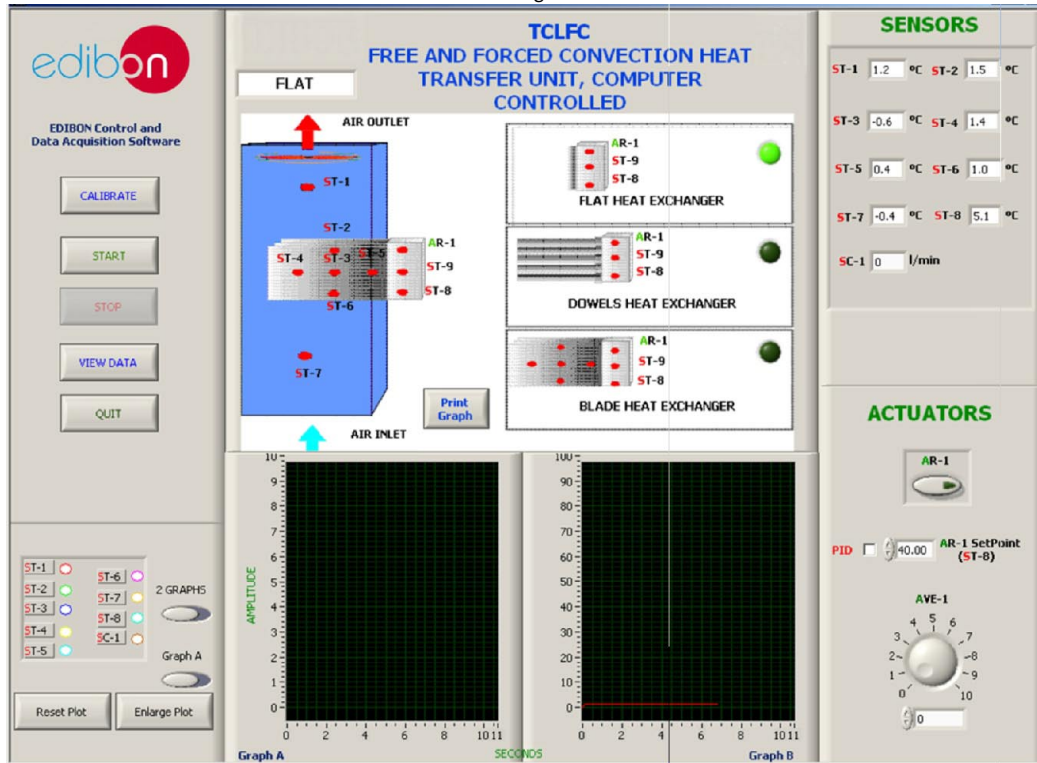 edibon
EDIBON Control and
Data Acquisition Software
CALIBRATE
START
STOP
VIEW DATA
QUIT
TCLFC
FREE AND FORCED CONVECTION HEAT
TRANSFER UNIT, COMPUTER
CONTROLLED
FLAT
AIR OUTLET
ST-1
ST-2
ST-4 ST-3 ST-5
AR-1
ST-9
ST-8
ST-6
ST-7
AIR INLET
Print
Graph
AR-1
ST-9
ST-8
FLAT HEAT EXCHANGER
AR-1
ST-9
ST-8
DOWELS HEAT EXCHANGER
AR-1
ST-9
ST-8
BLADE HEAT EXCHANGER
SENSORS
ST-1 1.2 ºC ST-2 1.5 ºC
ST-3 -0.6 ºC ST-4 1.4 ºC
ST-5 0.4 ºC ST-6 1.0 ºC
ST-7 -0.4 ºC ST-8 5.1 ºC
SC-1 0 l/min
ACTUATORS
AR-1
PID 40.00 AR-1 SetPoint
(ST-8)
AVE-1
0 1 2 3 4 5 6 7 8 9 10
0
ST-1
ST-2
ST-3
ST-4
ST-5
ST-6
ST-7
ST-8
SC-1
2 GRAPHS
Graph A
Reset Plot
Enlarge Plot
AMPLITUDE
10
9
8
7
6
5
4
3
2
1
0
0 2 4 6 8 10 11
Graph A
SECONDS
100
90
80
70
60
50
40
30
20
10
0
0 2 4 6 8 10 11
Graph B